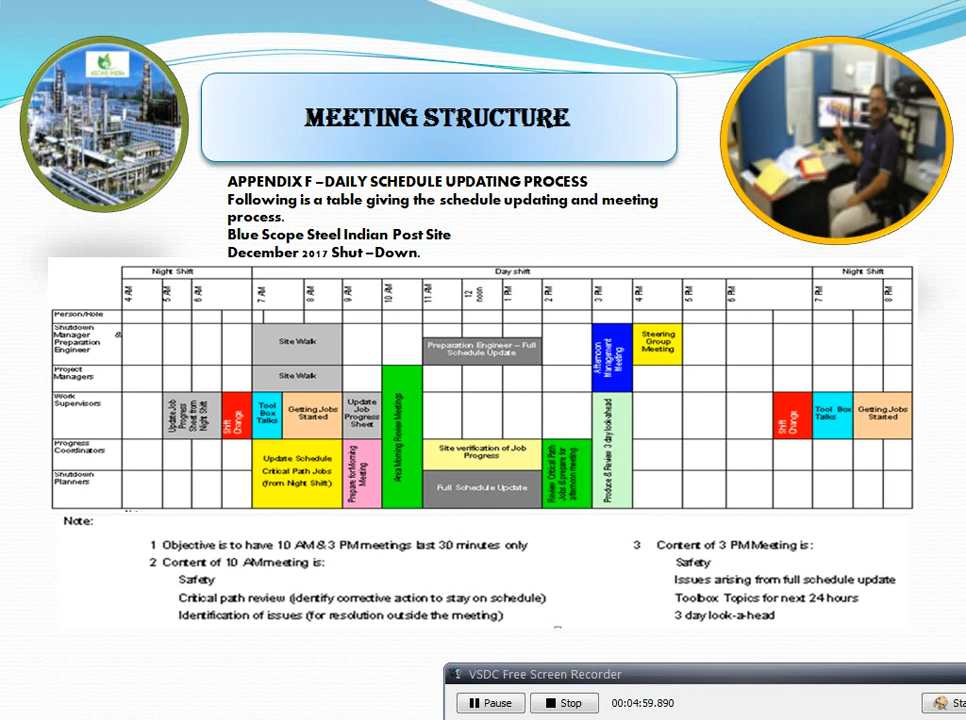 MEETING STRUCTURE
APPENDIX F –DAILY SCHEDULE UPDATING PROCESS
Following is a table giving the schedule updating and meeting
process.
Blue Scope Steel Indian Post Site
December 2017 Shut –Down.
Night Shift Day shift Night Shift
4 AM 5 AM 6 AM 7 AM 8 AM 9 AM 10 AM 11 AM 12 noon 1 PM 2 PM 3 PM 4 PM 5 PM 6 PM 7 PM 8 PM
Person/Role
Shutdown
Manager &
Preparation
Engineer
Site Walk
Preparation Engineer – Full
Schedule Update
Afternoon
Management
Meeting
Steering
Group
Meeting
Project
Managers
Site Walk
Area Morning Review Meetings
Work
Supervisors
Update Job
Progress
Sheet from
Night Shift
Shift
Change
Tool
Box
Talks
Getting Jobs
Started
Update
Job
Progress
Sheet
Produce & Review 3 day look-ahead
Shift
Change
Tool Box
Talks
Getting Jobs
Started
Progress
Coordinators
Update Schedule
Critical Path Jobs
(from Night Shift)
Prepare for Morning
Meeting
Site verification of Job
Progress
Review Critical Path
Jobs & prepare for
afternoon meeting
Shutdown
Planners
Full Schedule Update
Note:
1 Objective is to have 10 AM & 3 PM meetings last 30 minutes only
2 Content of 10 AM meeting is:
Safety
Critical path review (identify corrective action to stay on schedule)
Identification of issues (for resolution outside the meeting)
3 Content of 3 PM Meeting is:
Safety
Issues arising from full schedule update
Toolbox Topics for next 24 hours
3 day look-a-head
VSDC Free Screen Recorder
Pause Stop 00:04:59.890